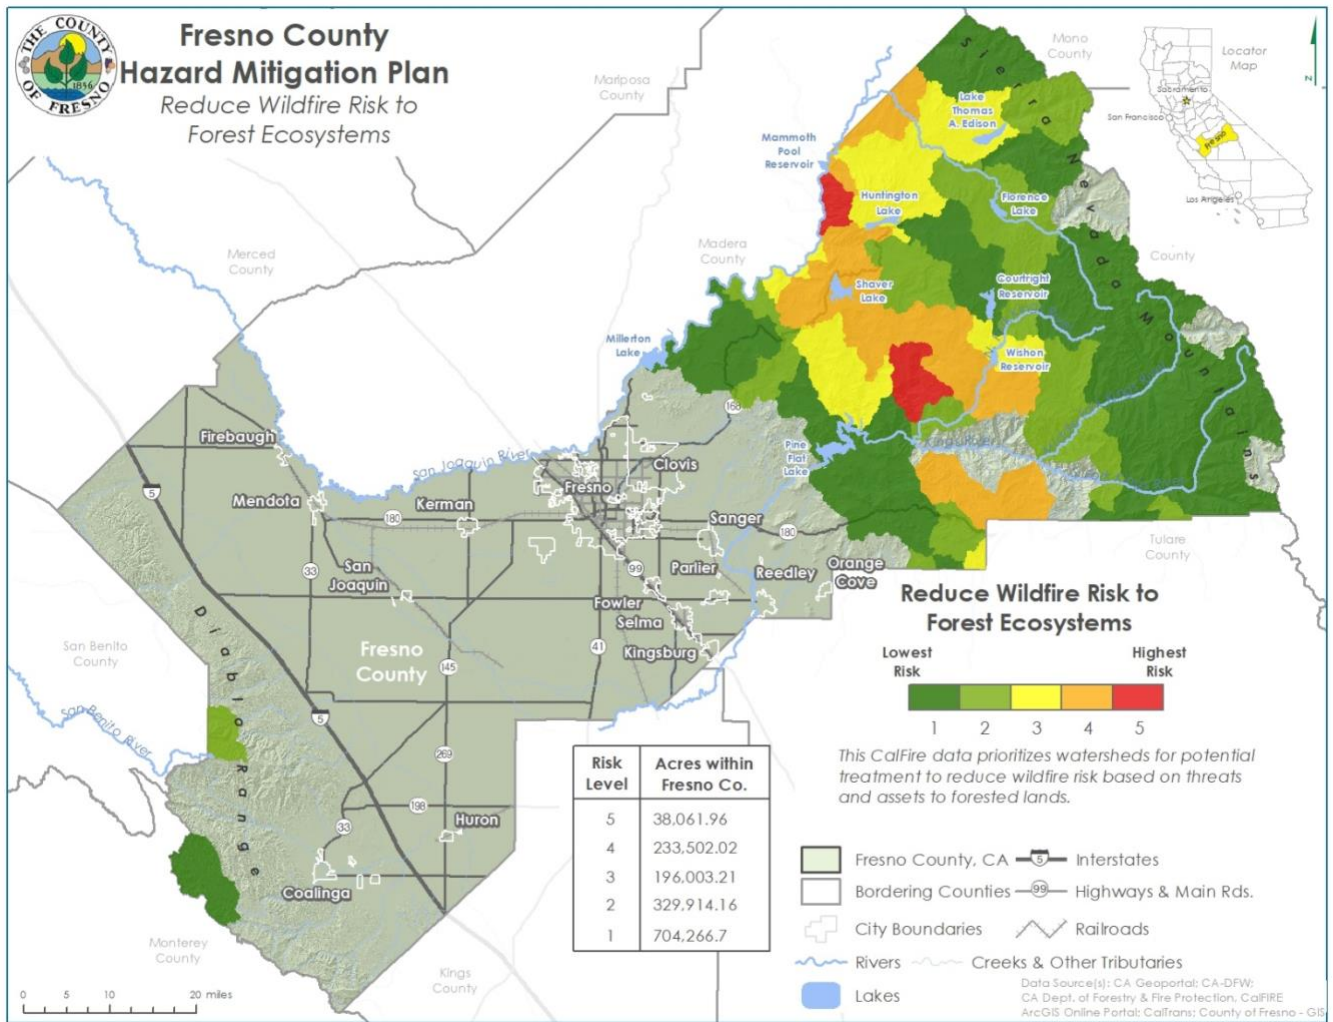 THE COUNTY
OF FRESNO
1856
Fresno County
Hazard Mitigation Plan
Reduce Wildfire Risk to
Forest Ecosystems
Mariposa
County
Mono
County
Locator
Map
N
Sacramento
San Francisco
Fresno
Los Angeles
Sierra Nevada Mountains
Lake
Thomas
A. Edison
Mammoth
Pool
Reservoir
Huntington
Lake
Florence
Lake
Merced
County
Madera
County
County
Shaver
Lake
Courtright
Reservoir
Millerton
Lake
Wishon
Reservoir
168
Firebaugh
San Joaquin River
Clovis
Pine
Flat
Lake
Kings River
5
Mendota
Kerman
Fresno
180
Sanger
180
Tulare
County
33
San
Joaquin
99
Parlier
Reedley
Orange
Cove
Fowler
Selma
Kingsburg
Diablo Range
San Benito
County
Fresno
County
145
41
San Benito River
5
269
198
33
Huron
Coalinga
Monterey
County
Kings
County
0 5 10 20 miles
Reduce Wildfire Risk to
Forest Ecosystems
Lowest
Risk
Highest
Risk
1 2 3 4 5
This CalFire data prioritizes watersheds for potential
treatment to reduce wildfire risk based on threats
and assets to forested lands.
Risk
Level
Acres within
Fresno Co.
5 38,061.96
4 233,502.02
3 196,003.21
2 329,914.16
1 704,266.7
Fresno County, CA
5 Interstates
Bordering Counties
99 Highways & Main Rds.
City Boundaries
Railroads
Rivers
Creeks & Other Tributaries
Lakes
Data Source(s): CA Geoportal; CA-DFW;
CA Dept. of Forestry & Fire Protection, CalFIRE
ArcGIS Online Portal; CalTrans; County of Fresno - GIS